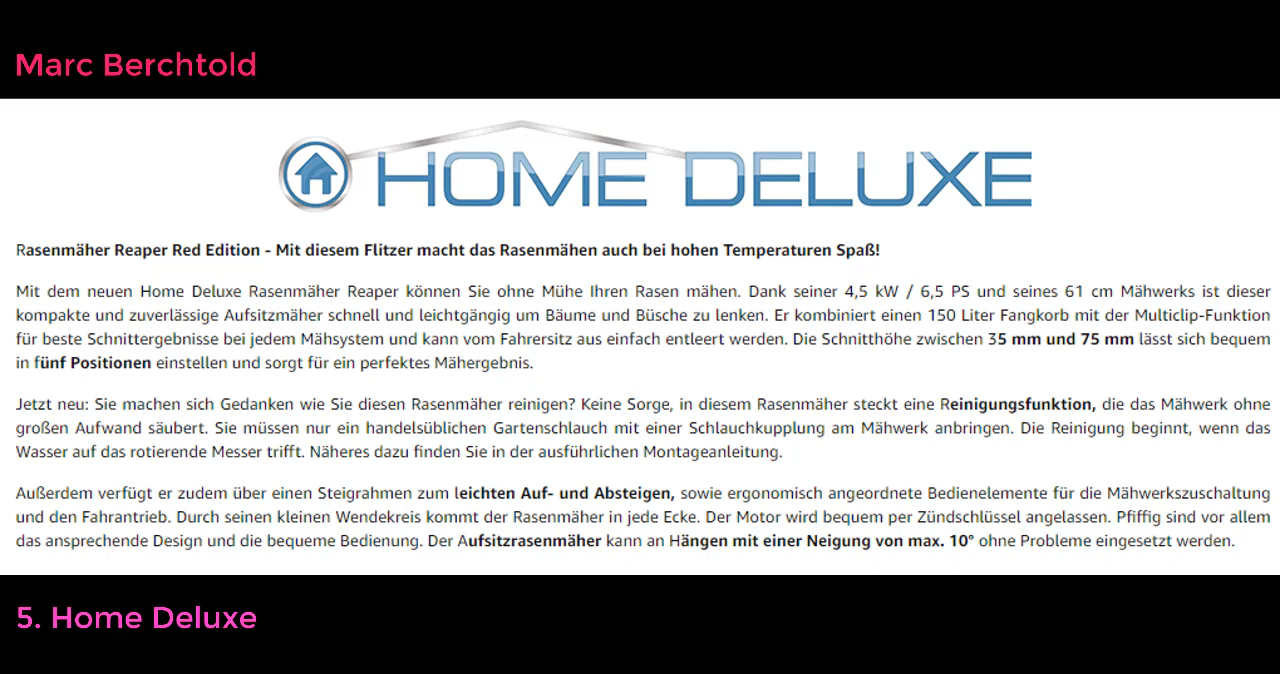 Marc Berchtold
HOME DELUXE
Rasenmäher Reaper Red Edition - Mit diesem Flitzer macht das Rasenmähen auch bei hohen Temperaturen Spaß!
Mit dem neuen Home Deluxe Rasenmäher Reaper können Sie ohne Mühe Ihren Rasen mähen. Dank seiner 4,5 kW / 6,5 PS und seines 61 cm Mähwerks ist dieser
kompakte und zuverlässige Aufsitzmäher schnell und leichtgängig um Bäume und Büsche zu lenken. Er kombiniert einen 150 Liter Fangkorb mit der Multiclip-Funktion
für beste Schnittergebnisse bei jedem Mähsystem und kann vom Fahrersitz aus einfach entleert werden. Die Schnitthöhe zwischen 35 mm und 75 mm lässt sich bequem
in fünf Positionen einstellen und sorgt für ein perfektes Mähergebnis.
Jetzt neu: Sie machen sich Gedanken wie Sie diesen Rasenmäher reinigen? Keine Sorge, in diesem Rasenmäher steckt eine Reinigungsfunktion, die das Mähwerk ohne
großen Aufwand säubert. Sie müssen nur ein handelsüblichen Gartenschlauch mit einer Schlauchkupplung am Mähwerk anbringen. Die Reinigung beginnt, wenn das
Wasser auf das rotierende Messer trifft. Näheres dazu finden Sie in der ausführlichen Montageanleitung.
Außerdem verfügt er zudem über einen Steigrahmen zum leichten Auf- und Absteigen, sowie ergonomisch angeordnete Bedienelemente für die Mähwerkszuschaltung
und den Fahrantrieb. Durch seinen kleinen Wendekreis kommt der Rasenmäher in jede Ecke. Der Motor wird bequem per Zündschlüssel angelassen. Pfiffig sind vor allem
das ansprechende Design und die bequeme Bedienung. Der Aufsitzrasenmäher kann an Hängen mit einer Neigung von max. 10° ohne Probleme eingesetzt werden.
5. Home Deluxe